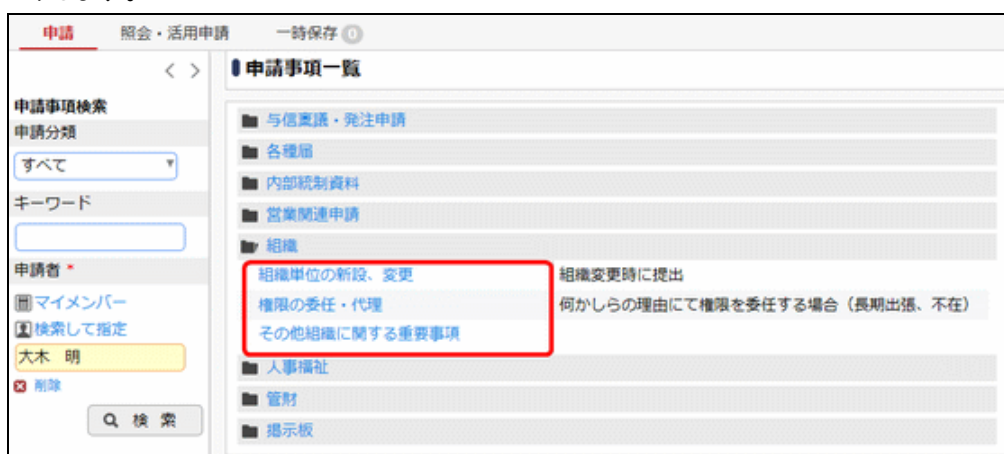 申請 照会・活用申請 一時保存 0
< >
申請事項検索
申請分類
すべて
キーワード
申請者 *
マイメンバー
検索して指定
大木 明
削除
検 索
申請事項一覧
与信稟議・発注申請
各種届
内部統制資料
営業関連申請
組織
組織単位の新設、変更 組織変更時に提出
権限の委任・代理 何かしらの理由にて権限を委任する場合（長期出張、不在）
その他組織に関する重要事項
人事福祉
管財
掲示板